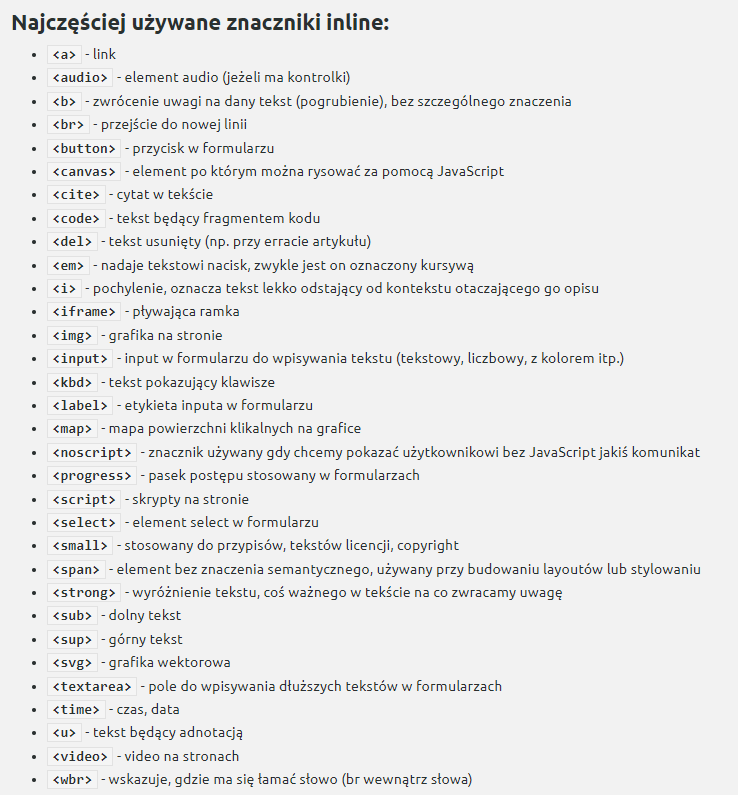 Najczęściej używane znaczniki inline:
• <a> - link
• <audio> - element audio (jeżeli ma kontrolki)
• <b> - zwrócenie uwagi na dany tekst (pogrubienie), bez szczególnego znaczenia
• <br> - przejście do nowej linii
• <button> - przycisk w formularzu
• <canvas> - element po którym można rysować za pomocą JavaScript
• <cite> - cytat w tekście
• <code> - tekst będący fragmentem kodu
• <del> - tekst usunięty (np. przy erracie artykułu)
• <em> - nadaje tekstowi nacisk, zwykle jest on oznaczony kursywą
• <i> - pochylenie, oznacza tekst lekko odstający od kontekstu otaczającego go opisu
• <iframe> - pływająca ramka
• <img> - grafika na stronie
• <input> - input w formularzu do wpisywania tekstu (tekstowy, liczbowy, z kolorem itp.)
• <kbd> - tekst pokazujący klawisze
• <label> - etykieta inputa w formularzu
• <map> - mapa powierzchni klikalnych na grafice
• <noscript> - znacznik używany gdy chcemy pokazać użytkownikowi bez JavaScript jakiś komunikat
• <progress> - pasek postępu stosowany w formularzach
• <script> - skrypty na stronie
• <select> - element select w formularzu
• <small> - stosowany do przypisów, tekstów licencji, copyright
• <span> - element bez znaczenia semantycznego, używany przy budowaniu layoutów lub stylowaniu
• <strong> - wyróżnienie tekstu, coś ważnego w tekście na co zwracamy uwagę
• <sub> - dolny tekst
• <sup> - górny tekst
• <svg> - grafika wektorowa
• <textarea> - pole do wpisywania dłuższych tekstów w formularzach
• <time> - czas, data
• <u> - tekst będący adnotacją
• <video> - video na stronach
• <wbr> - wskazuje, gdzie ma się łamać słowo (br wewnątrz słowa)